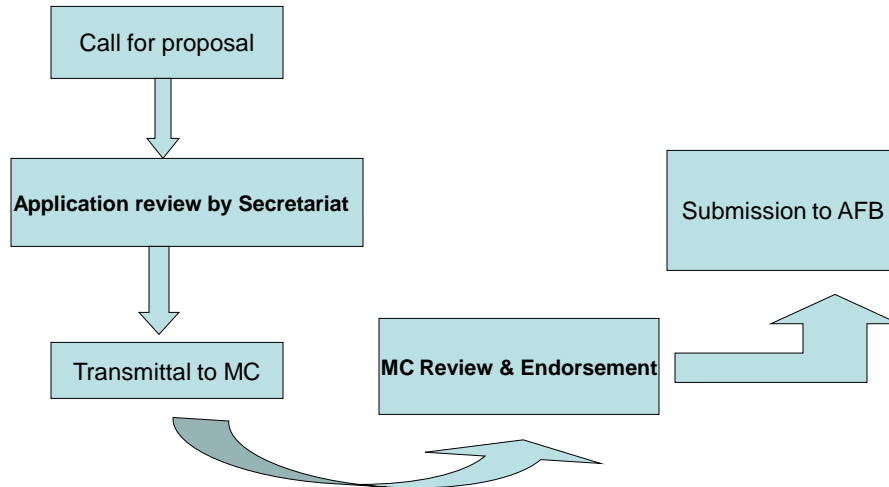 Call for proposal
Application review by Secretariat
Transmittal to MC
MC Review & Endorsement
Submission to AFB